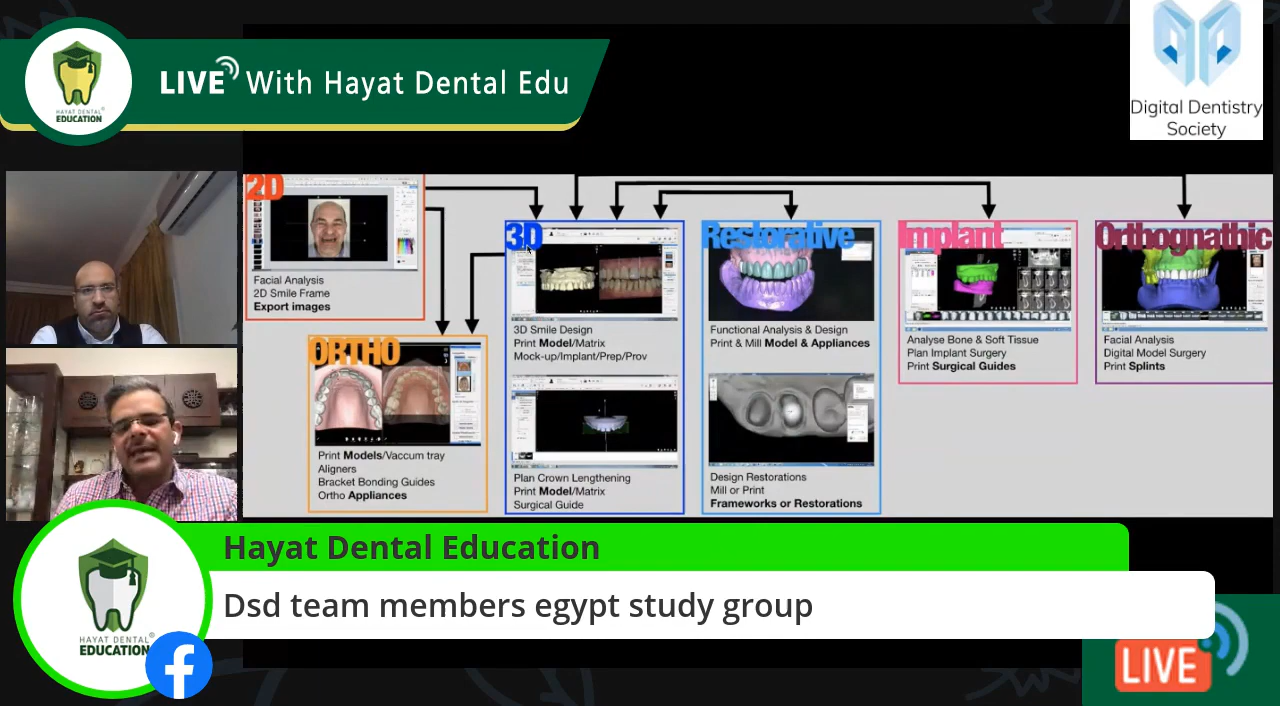 LIVE With Hayat Dental Edu
HAYAT DENTAL
EDUCATION
Digital Dentistry
Society
2D
Facial Analysis
2D Smile Frame
Export images
ORTHO
Print Models/Vaccum tray
Aligners
Bracket Bonding Guides
Ortho Appliances
3D
3D Smile Design
Print Model/Matrix
Mock-up/Implant/Prep/Prov
Plan Crown Lengthening
Print Model/Matrix
Surgical Guide
Restorative
Functional Analysis & Design
Print & Mill Model & Appliances
Design Restorations
Mill or Print
Frameworks or Restorations
Implant
Analyse Bone & Soft Tissue
Plan Implant Surgery
Print Surgical Guides
Orthognathic
Facial Analysis
Digital Model Surgery
Print Splints
Hayat Dental Education
Dsd team members egypt study group
HAYAT DENTAL
EDUCATION
LIVE